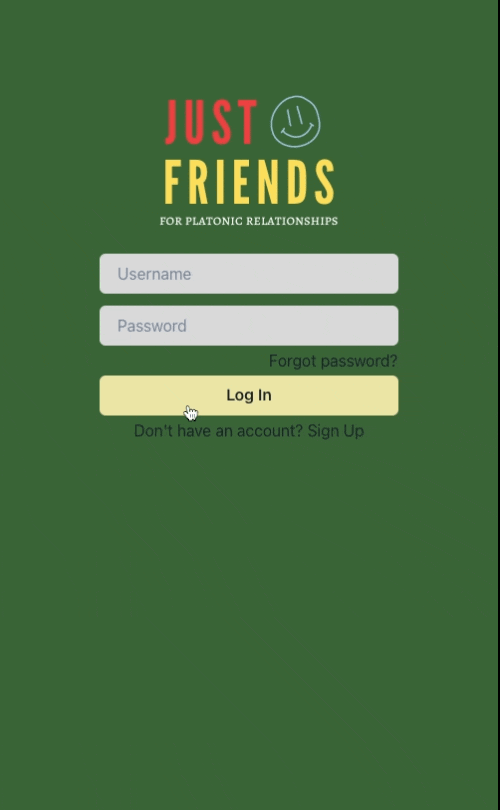 JUST
FRIENDS
FOR PLATONIC RELATIONSHIPS
Username
Password
Forgot password?
Log In
Don't have an account? Sign Up